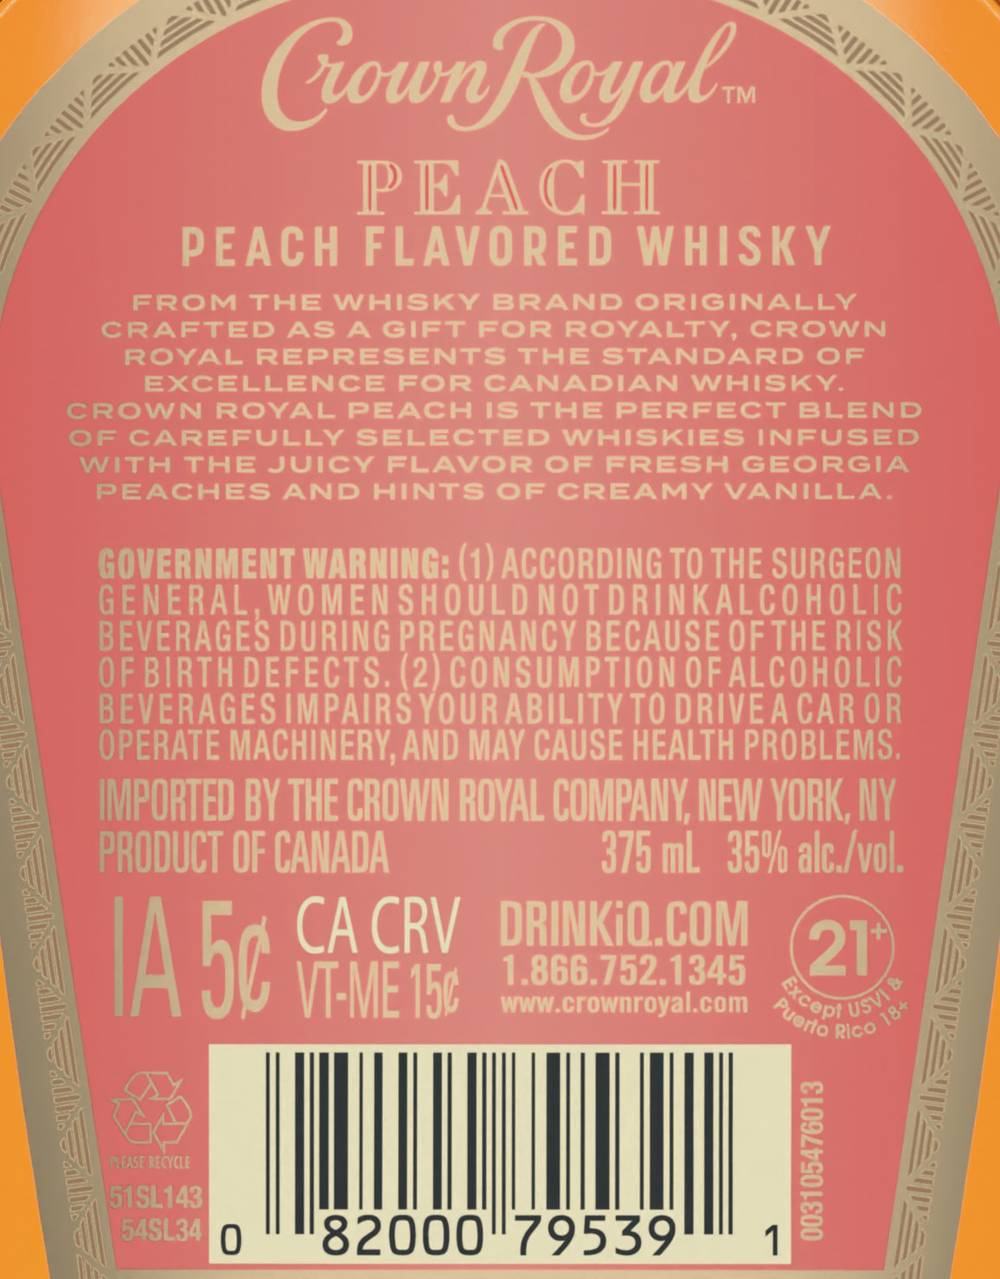 Crown Royal™
PEACH
PEACH FLAVORED WHISKY
FROM THE WHISKY BRAND ORIGINALLY
CRAFTED AS A GIFT FOR ROYALTY, CROWN
ROYAL REPRESENTS THE STANDARD OF
EXCELLENCE FOR CANADIAN WHISKY.
CROWN ROYAL PEACH IS THE PERFECT BLEND
OF CAREFULLY SELECTED WHISKIES INFUSED
WITH THE JUICY FLAVOR OF FRESH GEORGIA
PEACHES AND HINTS OF CREAMY VANILLA.
GOVERNMENT WARNING: (1) ACCORDING TO THE SURGEON
GENERAL, WOMEN SHOULD NOT DRINK ALCOHOLIC
BEVERAGES DURING PREGNANCY BECAUSE OF THE RISK
OF BIRTH DEFECTS. (2) CONSUMPTION OF ALCOHOLIC
BEVERAGES IMPAIRS YOUR ABILITY TO DRIVE A CAR OR
OPERATE MACHINERY, AND MAY CAUSE HEALTH PROBLEMS.
IMPORTED BY THE CROWN ROYAL COMPANY, NEW YORK, NY
PRODUCT OF CANADA 375 mL 35% alc./vol.
IA 5¢
CA CRV
VT-ME 15¢
DRINKiQ.COM
1.866.752.1345
www.crownroyal.com
21+
Except USVI &
Puerto Rico 18+
PLEASE RECYCLE
51SL143
54SL34
0 82000 79539 1
003105476013